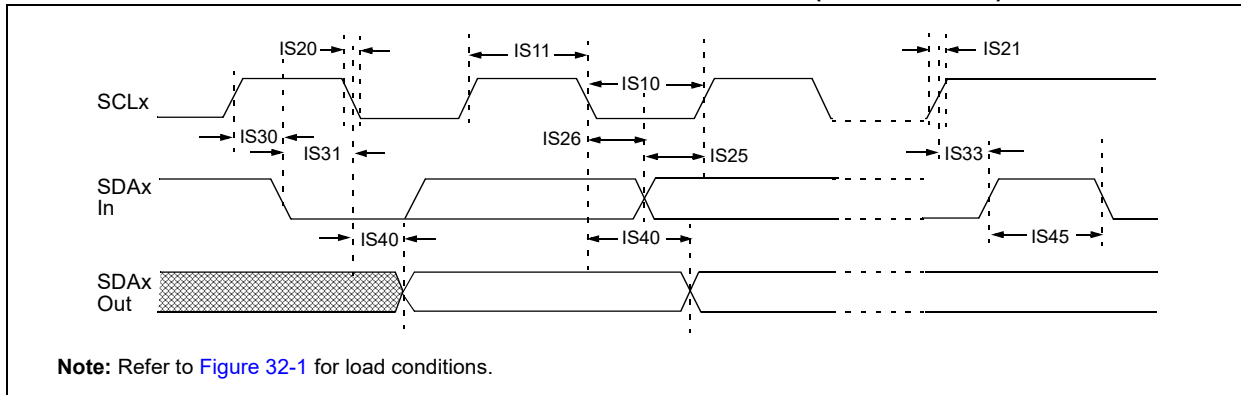 IS20
IS11
IS21
IS10
SCLx
IS30
IS26
IS31
IS25
IS33
SDAx
In
IS40
IS40
IS45
SDAx
Out
Note: Refer to Figure 32-1 for load conditions.